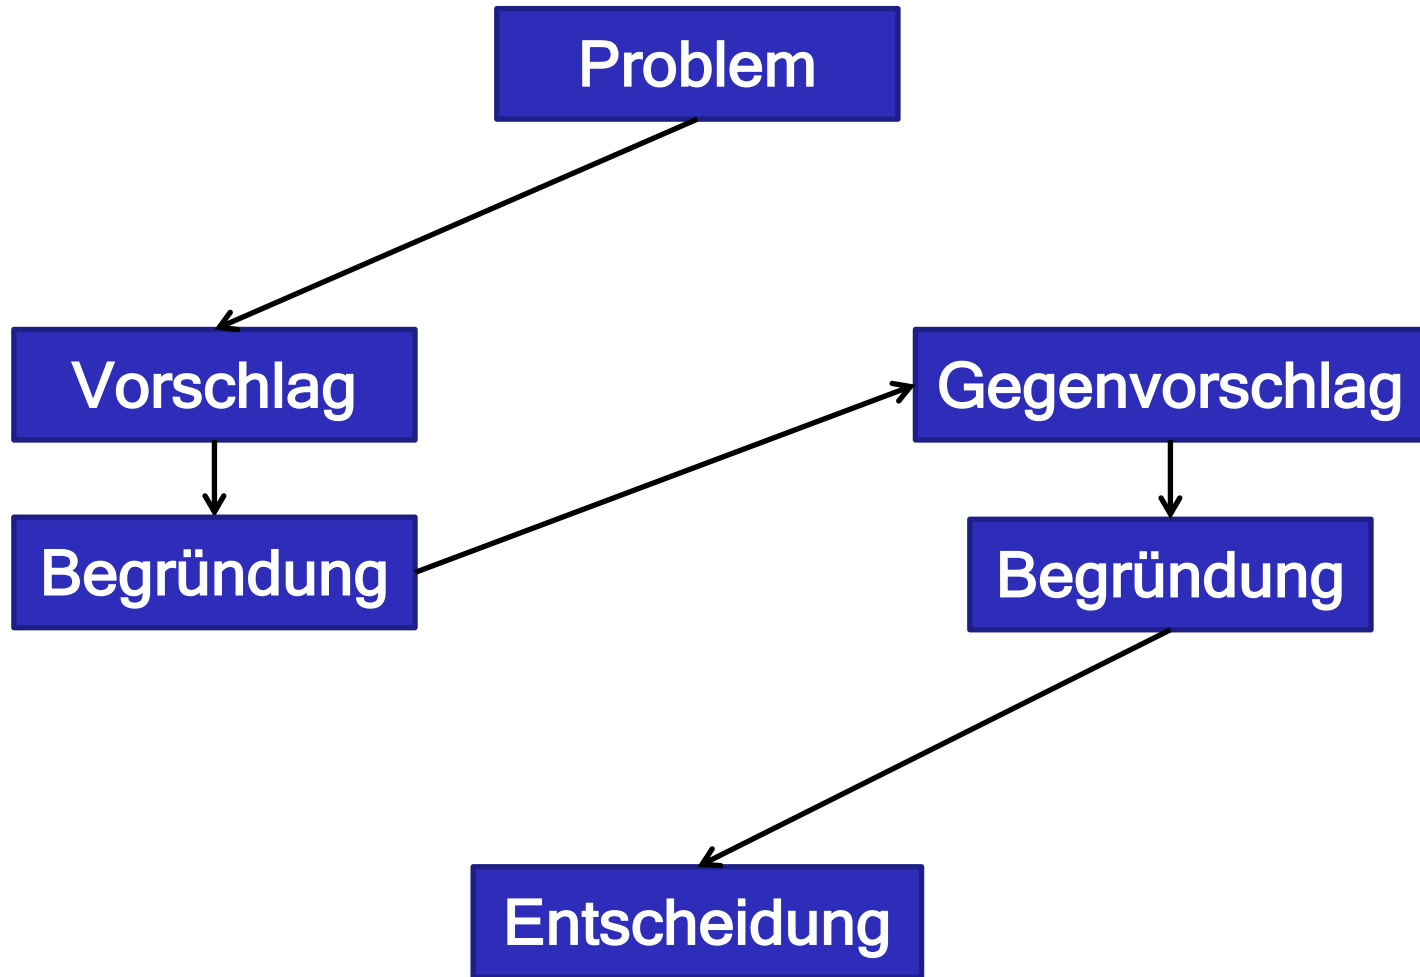 Problem
Vorschlag
Begründung
Gegenvorschlag
Begründung
Entscheidung